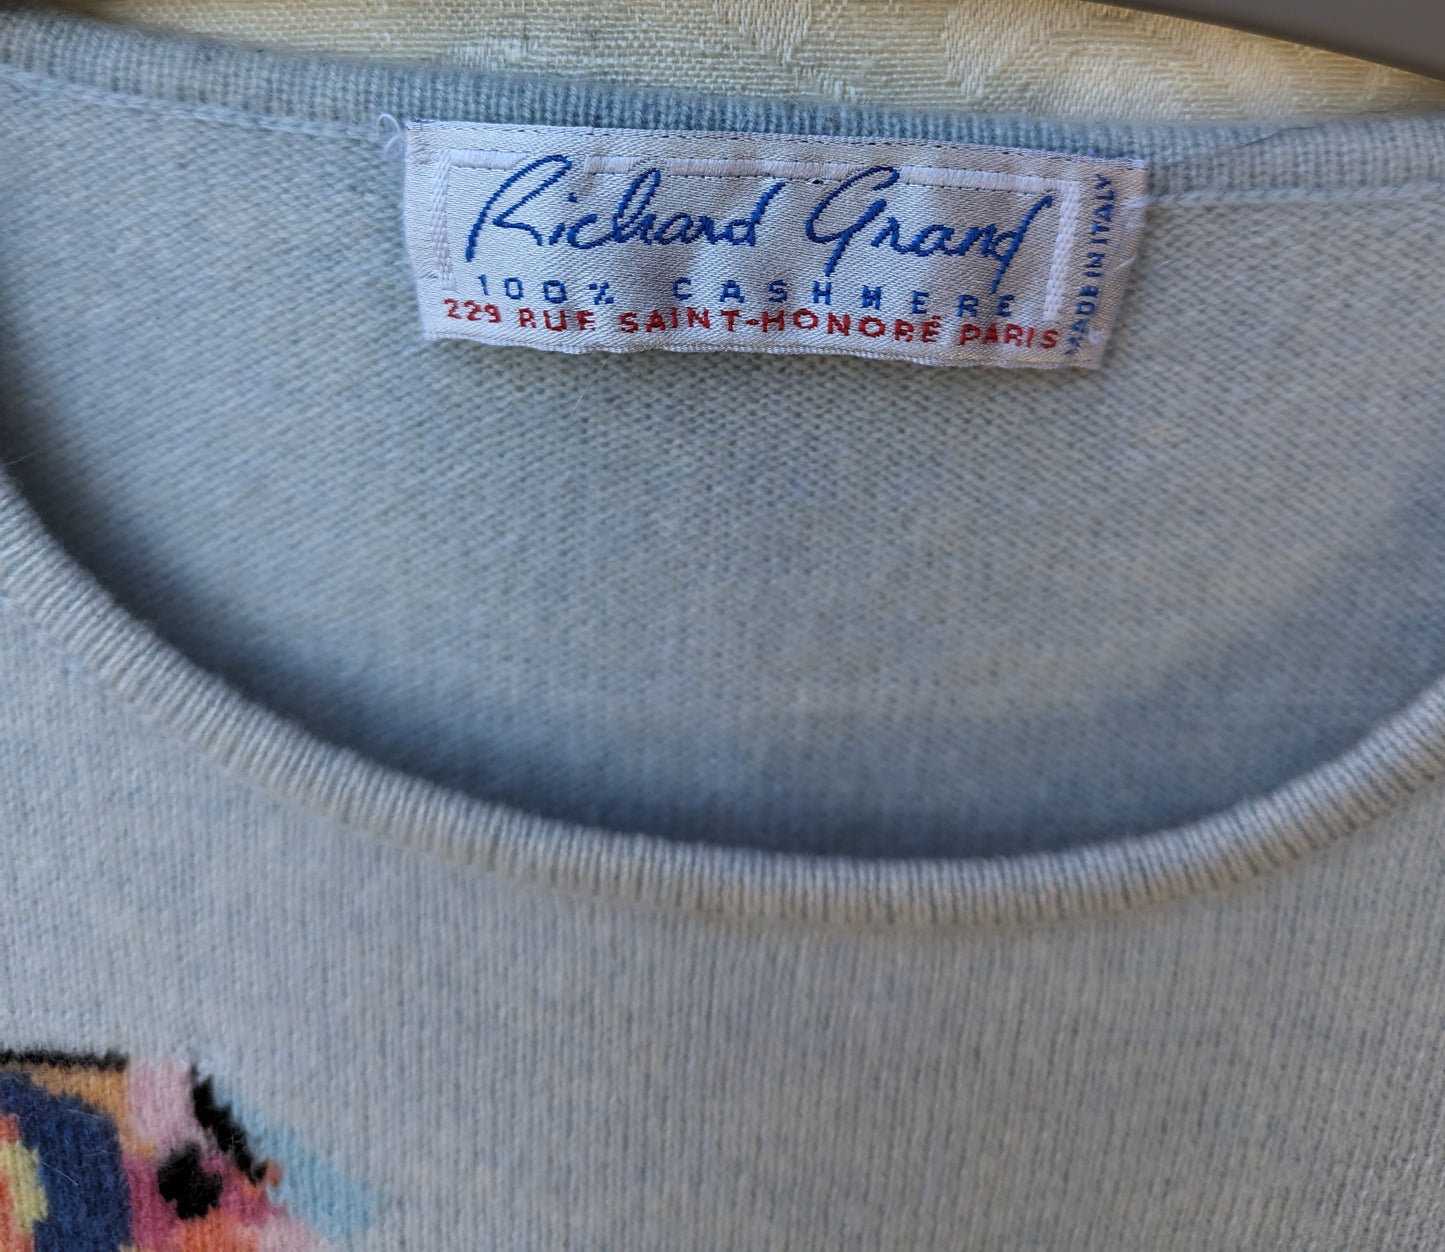 Richard Grand
100% CASHMERE
229 RUE SAINT-HONORÉ PARIS
MADE IN ITALY